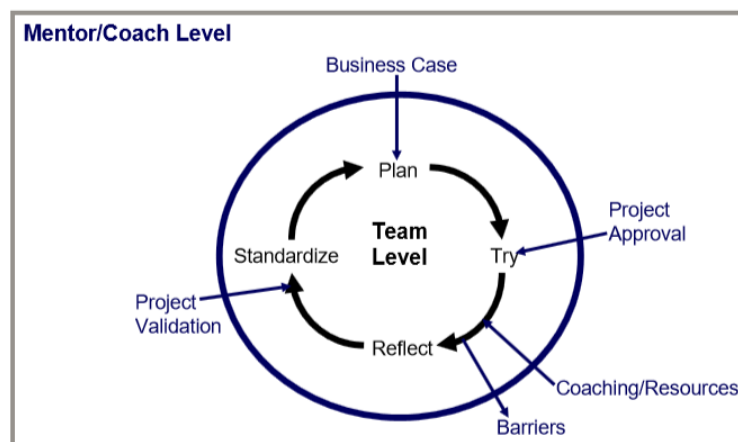 Mentor/Coach Level
Business Case
Plan
Project
Approval
Team
Level
Standardize
Try
Project
Validation
Reflect
Coaching/Resources
Barriers